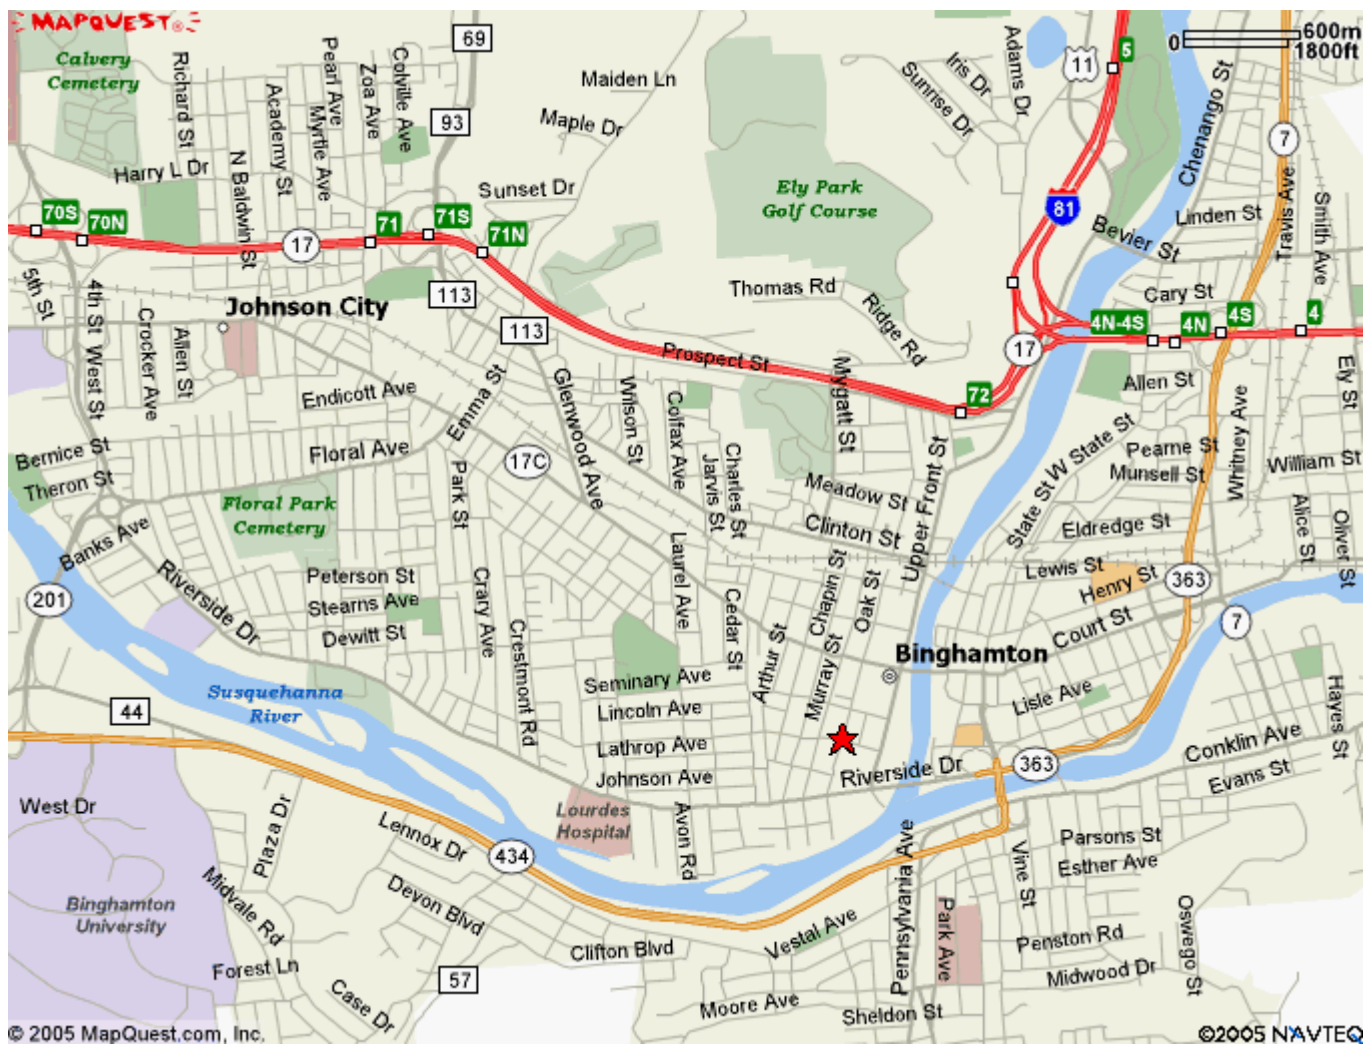 MAPQUEST
69
11
5
0
600m
1800ft
Calvery
Cemetery
Richard St
Academy St
Pearl Ave
Myrtle Ave
Zoa Ave
Colville Ave
Maiden Ln
Maple Dr
93
Sunrise Dr
Iris Dr
Adams Dr
Chenango St
7
Travis Ave
Smith Ave
Harry L Dr
N Baldwin St
Sunset Dr
Ely Park
Golf Course
81
Linden St
Bevier St
70S
70N
17
71
71S
71N
5th St
4th St
113
Thomas Rd
Ridge Rd
Cary St
4N-4S
4N
4S
4
Johnson City
113
Prospect St
17
Crocker Ave
Allen St
West St
Endicott Ave
Emma St
Glenwood Ave
Wilson St
Colfax Ave
Mygatt St
72
Allen St
Ely St
Whitney Ave
Bernice St
Theron St
Floral Ave
17C
Park St
Jarvis St
Charles St
Meadow St
Clinton St
Upper Front St
State St
W State St
Pearne St
Munsell St
William St
Floral Park
Cemetery
Eldredge St
Alice St
Oliver St
Banks Ave
Riverside Dr
201
Peterson St
Stearns Ave
Dewitt St
Crary Ave
Crestmont Rd
Laurel Ave
Cedar St
Arthur St
Murray St
Chapin St
Oak St
Lewis St
Henry St
363
Court St
7
Binghamton
Susquehanna
River
44
Seminary Ave
Lincoln Ave
Lathrop Ave
Johnson Ave
Lisle Ave
Hayes St
Riverside Dr
363
Conklin Ave
Evans St
West Dr
Plaza Dr
Lennox Dr
434
Lourdes
Hospital
Avon Rd
Pennsylvania Ave
Vine St
Parsons St
Esther Ave
Binghamton
University
Midvale Rd
Devon Blvd
Clifton Blvd
Vestal Ave
Park Ave
Penston Rd
Midwood Dr
Oswego St
Forest Ln
Case Dr
57
Moore Ave
Sheldon St
© 2005 MapQuest.com, Inc.
©2005 NAVTEQ